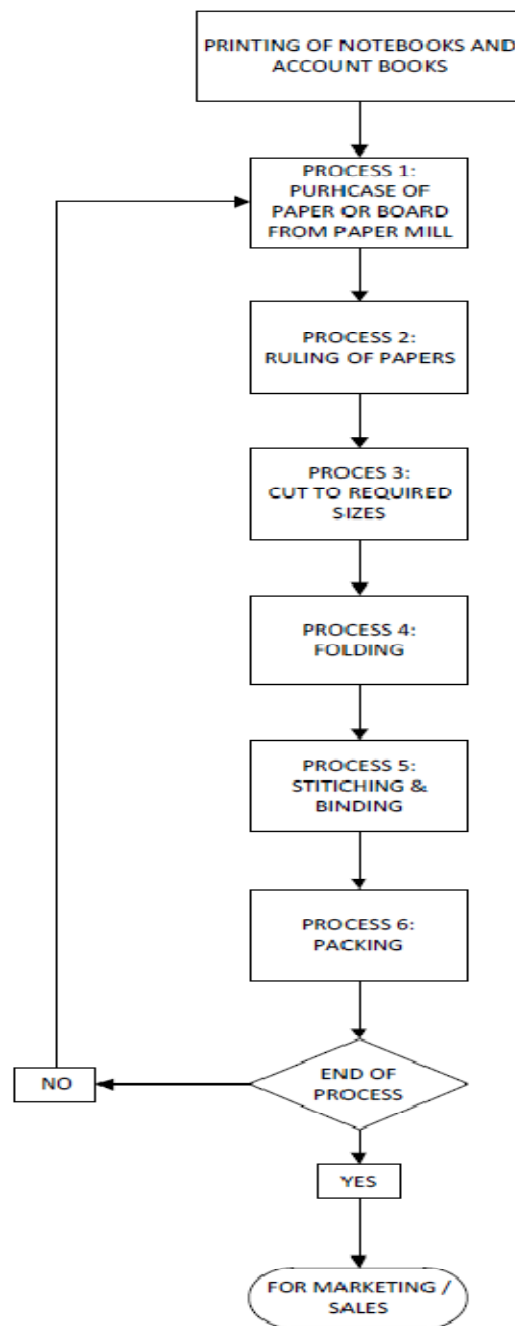 PRINTING OF NOTEBOOKS AND
ACCOUNT BOOKS
PROCESS 1:
PURHCASE OF
PAPER OR BOARD
FROM PAPER MILL
PROCESS 2:
RULING OF PAPERS
PROCES 3:
CUT TO REQUIRED
SIZES
PROCESS 4:
FOLDING
PROCESS 5:
STITICHING &
BINDING
PROCESS 6:
PACKING
END OF
PROCESS
NO
YES
FOR MARKETING /
SALES